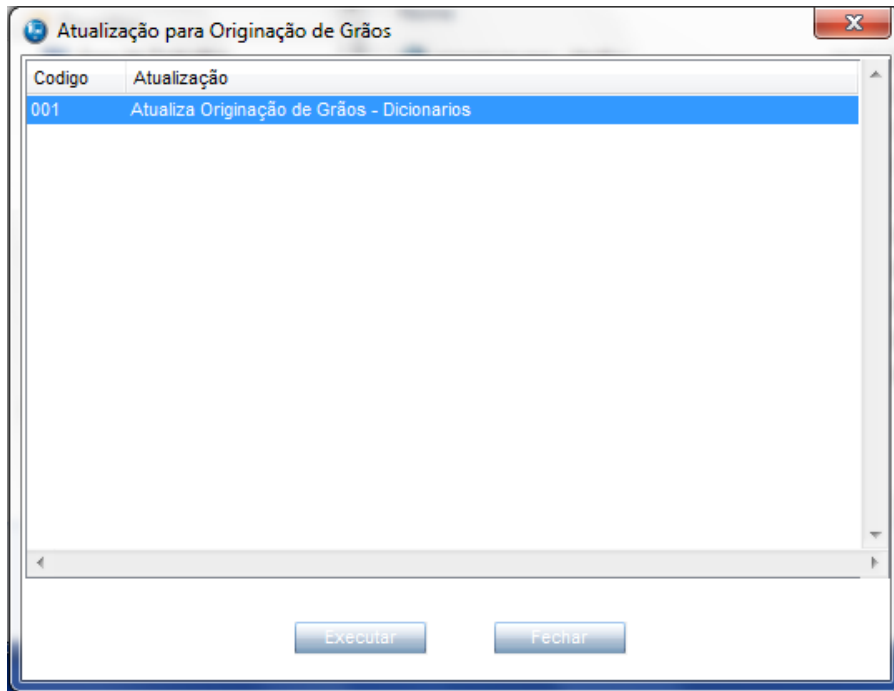 Atualização para Originação de Grãos
Codigo Atualização
001 Atualiza Originação de Grãos - Dicionarios
Executar Fechar